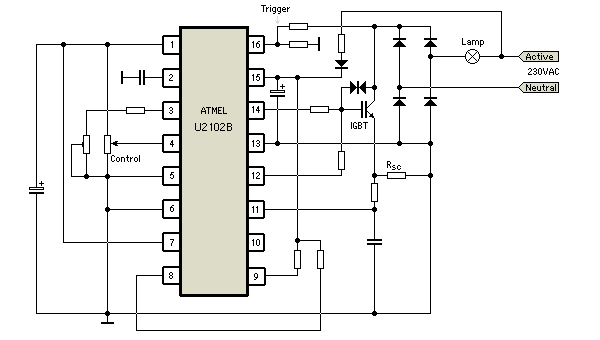 Trigger
1
16
Lamp
Active
2
15
230VAC
Neutral
3
ATMEL
U2102B
14
IGBT
4
13
Control
5
12
Rsc
6
11
7
10
8
9